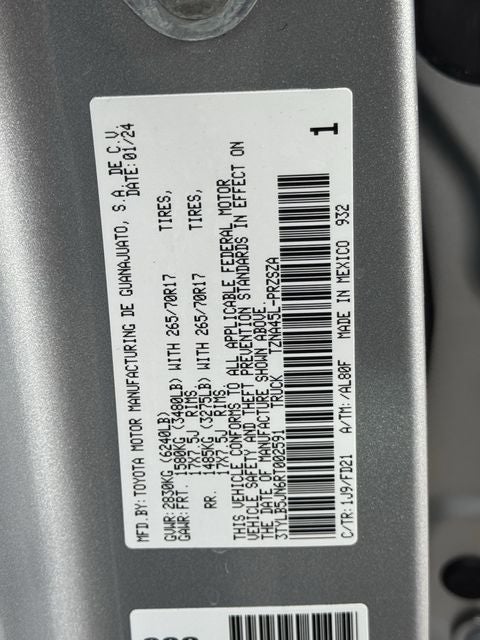 MFD.BY:TOYOTA MOTOR MANUFACTURING DE GUANAJUATO, S.A. DE C.V.
DATE: 01/24
GVWR:2830KG (6240LB)
GAWR:FRT. 1580KG (3480LB) WITH 265/70R17 TIRES,
17X7.5J RIMS
RR. 1485KG (3275LB) WITH 265/70R17 TIRES,
17X7.5J RIMS
THIS VEHICLE CONFORMS TO ALL APPLICABLE FEDERAL MOTOR
VEHICLE SAFETY AND THEFT PREVENTION STANDARDS IN EFFECT ON
THE DATE OF MANUFACTURE SHOWN ABOVE.
3TYLB5JN6RT002591 TRUCK TZNA45L-PRZSZA
C/TR:1J9/FD21 A/TM:/AL80F MADE IN MEXICO 932
1